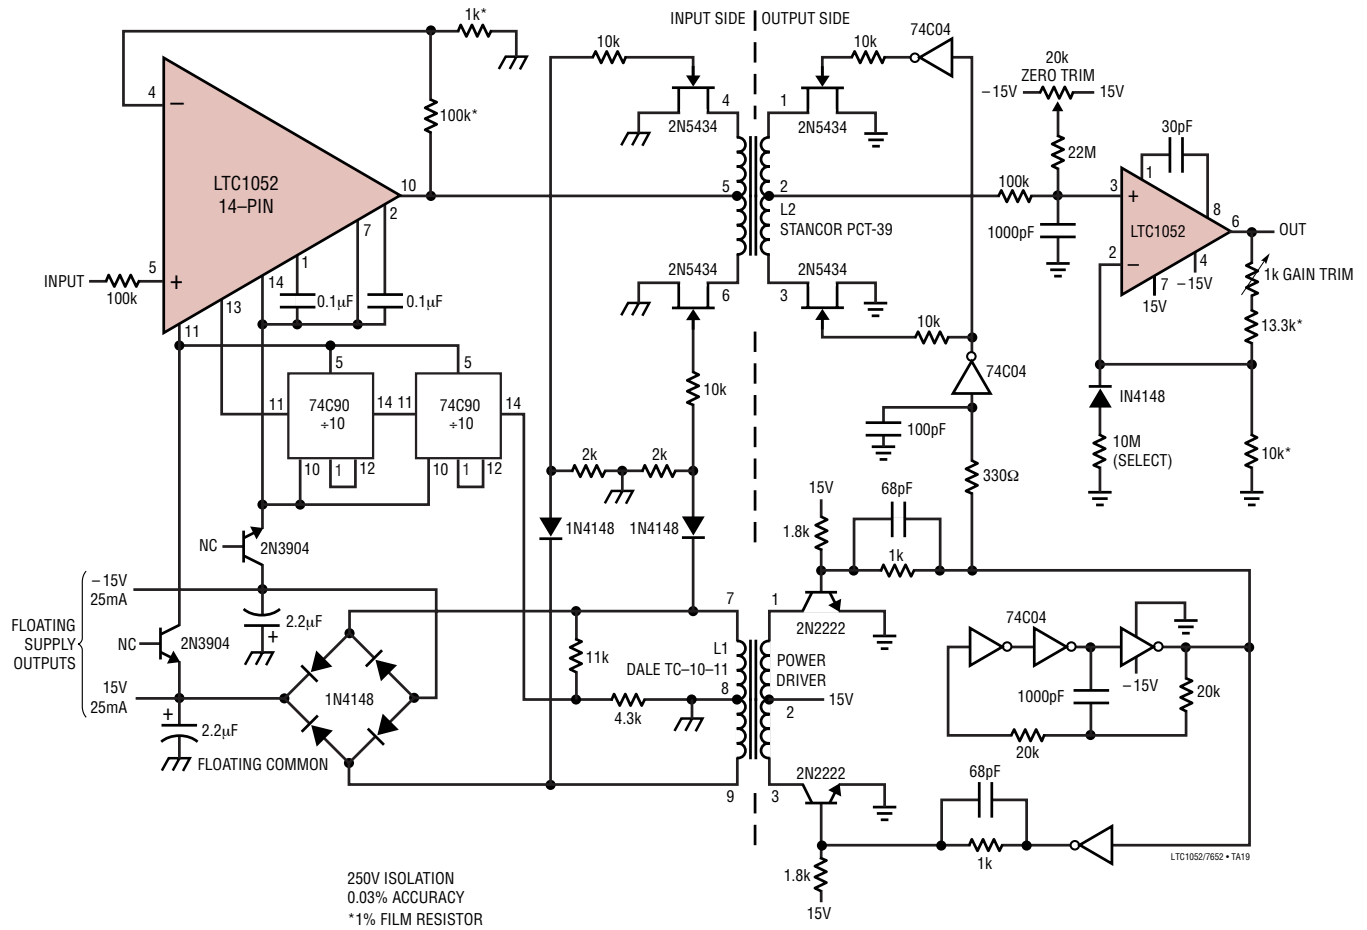 1k*
INPUT SIDE
OUTPUT SIDE
74C04
10k
10k
20k
ZERO TRIM
–15V
15V
4
–
100k*
4
2N5434
1
2N5434
22M
30pF
LTC1052
14–PIN
10
2
7
5
2
L2
STANCOR PCT-39
100k
1000pF
3
+
1
8
LTC1052
6
OUT
2
–
4
–15V
7
15V
1k GAIN TRIM
INPUT
100k
5
+
14
1
13
11
0.1µF
0.1µF
2N5434
6
2N5434
3
10k
13.3k*
5
5
74C04
11
74C90
÷10
14
11
74C90
÷10
14
10k
100pF
IN4148
10M
(SELECT)
10k*
10
1
12
10
1
12
2k
2k
330Ω
NC
2N3904
1N4148
1N4148
15V
1.8k
68pF
1k
–15V
25mA
FLOATING
SUPPLY
OUTPUTS
15V
25mA
2.2µF
+
NC
2N3904
+
2.2µF
FLOATING COMMON
1N4148
11k
4.3k
7
L1
DALE TC–10–11
8
9
1
POWER
DRIVER
15V
2
3
2N2222
74C04
–15V
1000pF
20k
20k
2N2222
68pF
1k
1.8k
15V
LTC1052/7652 • TA19
250V ISOLATION
0.03% ACCURACY
*1% FILM RESISTOR